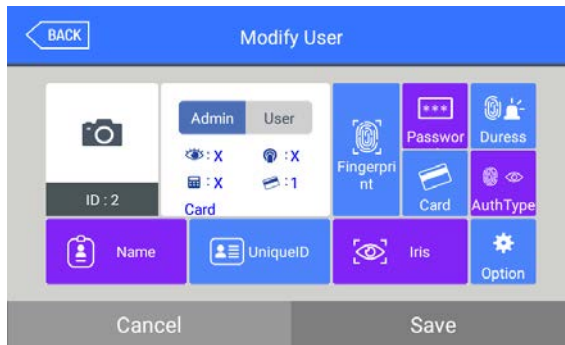 BACK
Modify User
Admin User
: X : X
: X : 1
Card
ID : 2
Fingerpri
nt
Passwor
Duress
Card
AuthType
Name
UniqueID
Iris
Option
Cancel
Save